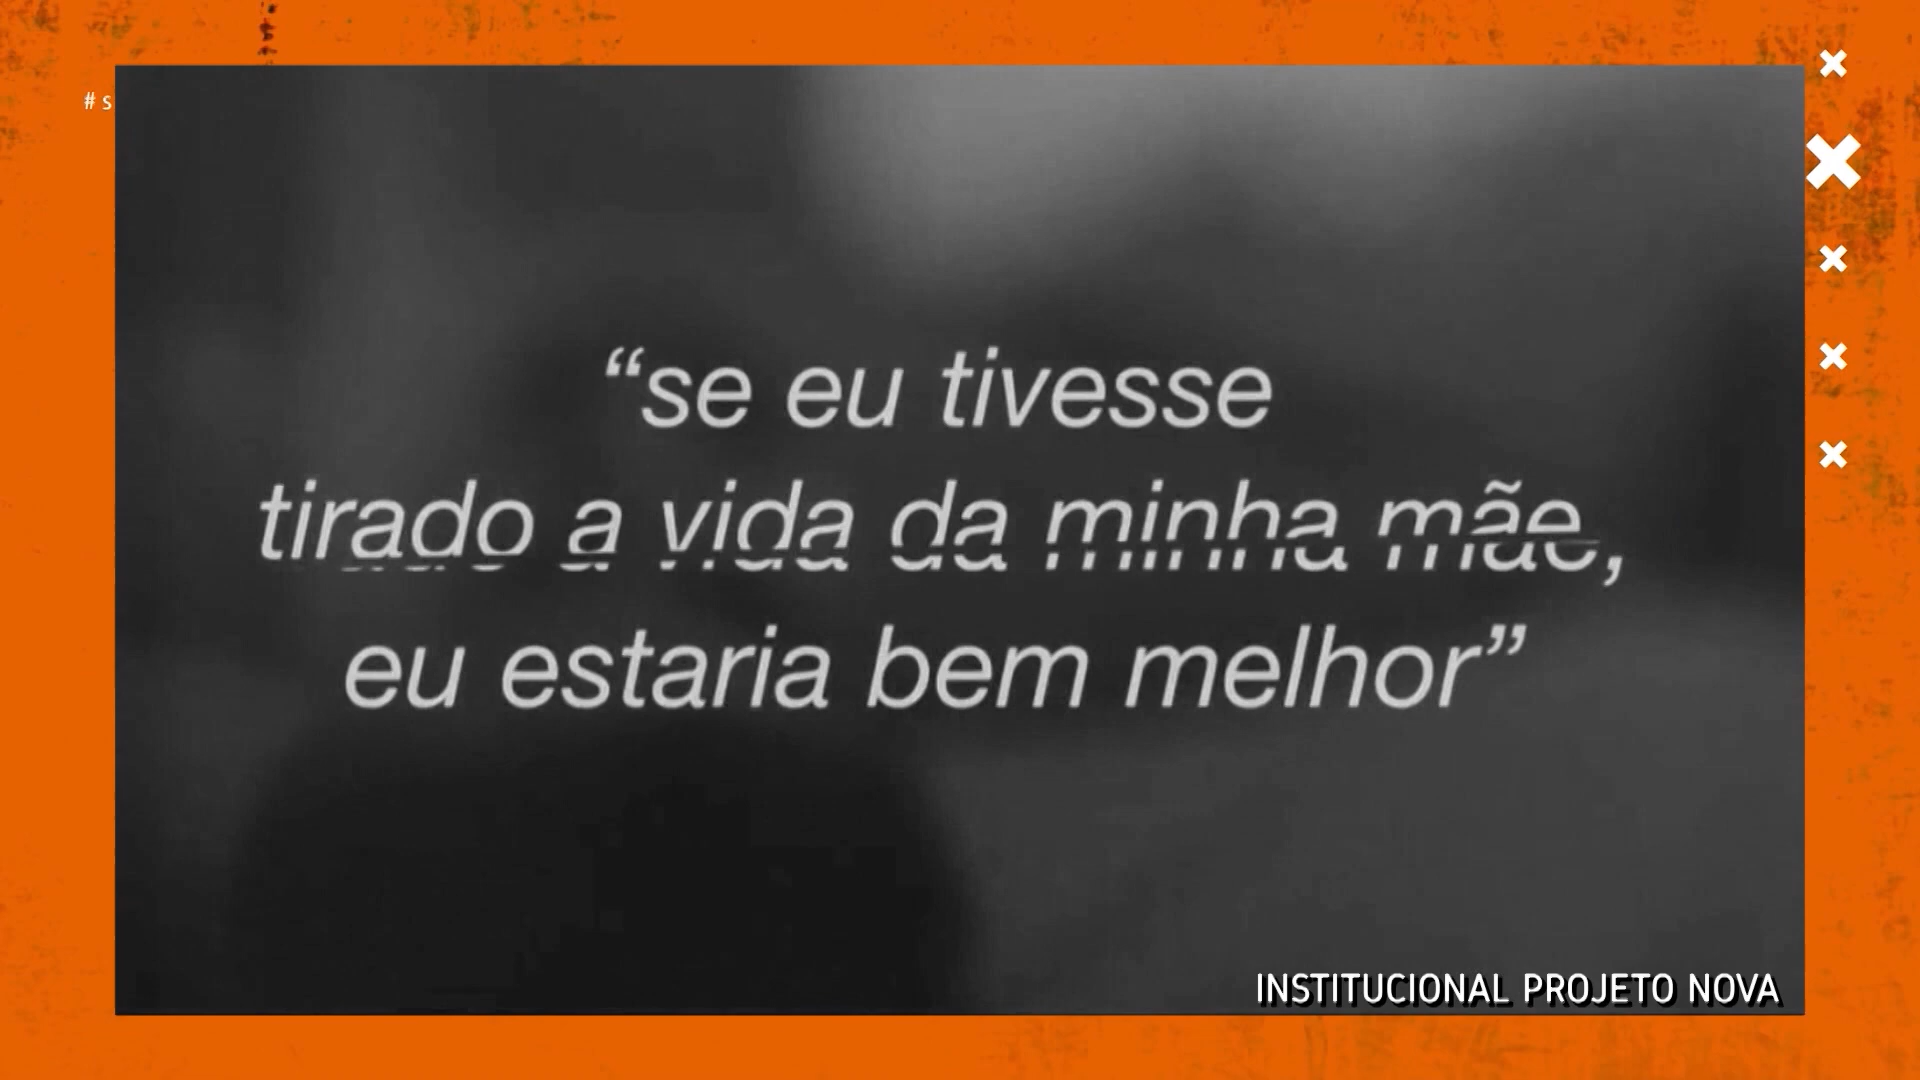 # s
“se eu tivesse
tirado a vida da minha mãe,
eu estaria bem melhor”
INSTITUCIONAL PROJETO NOVA